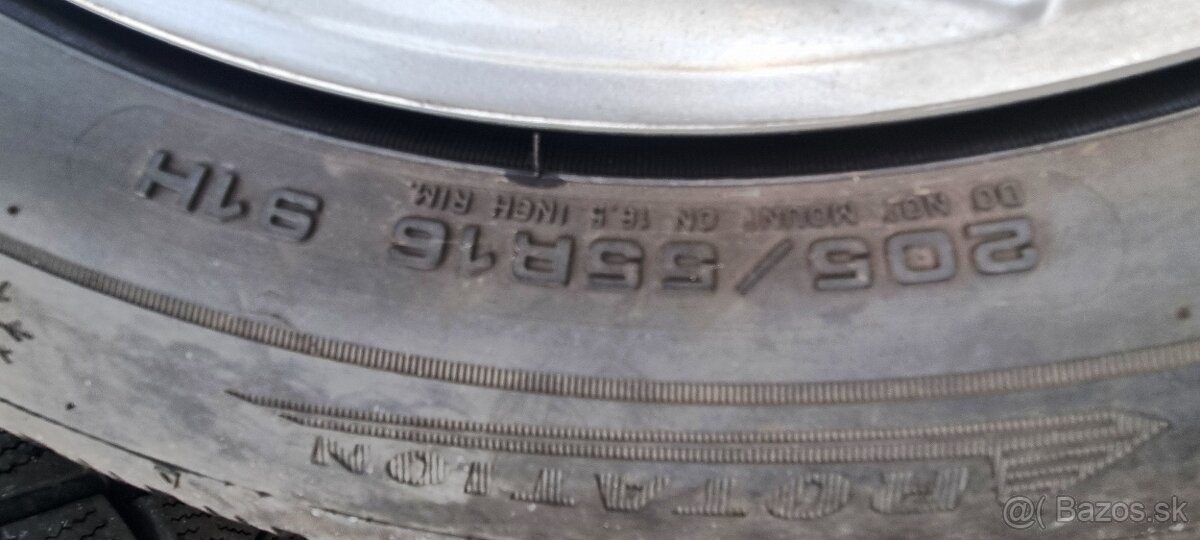 205/55R16 91H
DO NOT MOUNT ON 16.5 INCH RIM.
ROTATION
@( Bazos.sk